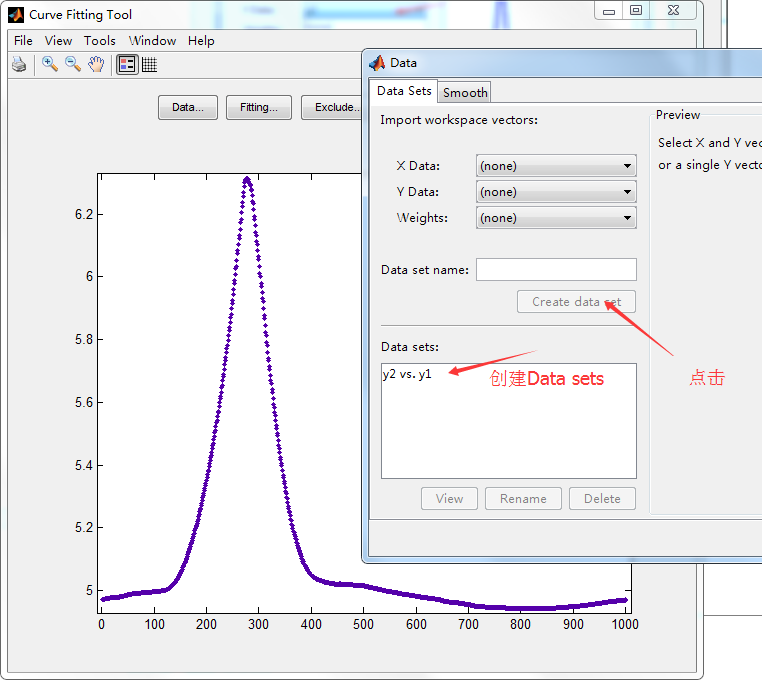 Curve Fitting Tool
File View Tools Window Help
Data... Fitting... Exclude..
6.2
6
5.8
5.6
5.4
5.2
5
0 100 200 300 400 500 600 700 800 900 1000
Data
Data Sets Smooth
Import workspace vectors:
X Data: (none)
Y Data: (none)
Weights: (none)
Data set name:
Create data set
Data sets:
y2 vs. y1
创建Data sets
点击
View Rename Delete
Preview
Select X and Y vec
or a single Y vecto